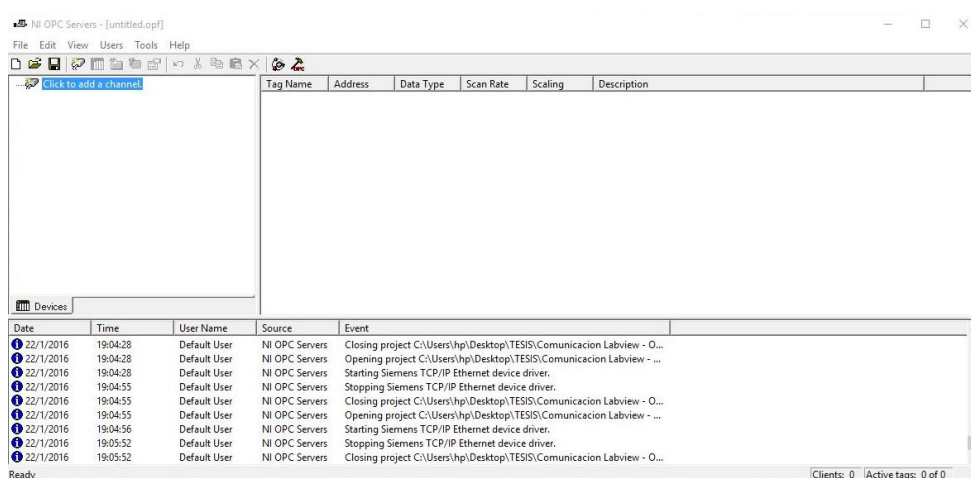 NI OPC Servers - [untitled.opf]
File Edit View Users Tools Help
Click to add a channel.
Tag Name Address Data Type Scan Rate Scaling Description
Devices
Date Time User Name Source Event
22/1/2016 19:04:28 Default User NI OPC Servers Closing project C:\Users\hp\Desktop\TESIS\Comunicacion Labview - O...
22/1/2016 19:04:28 Default User NI OPC Servers Opening project C:\Users\hp\Desktop\TESIS\Comunicacion Labview - ...
22/1/2016 19:04:28 Default User NI OPC Servers Starting Siemens TCP/IP Ethernet device driver.
22/1/2016 19:04:55 Default User NI OPC Servers Stopping Siemens TCP/IP Ethernet device driver.
22/1/2016 19:04:55 Default User NI OPC Servers Closing project C:\Users\hp\Desktop\TESIS\Comunicacion Labview - O...
22/1/2016 19:04:55 Default User NI OPC Servers Opening project C:\Users\hp\Desktop\TESIS\Comunicacion Labview - ...
22/1/2016 19:04:56 Default User NI OPC Servers Starting Siemens TCP/IP Ethernet device driver.
22/1/2016 19:05:52 Default User NI OPC Servers Stopping Siemens TCP/IP Ethernet device driver.
22/1/2016 19:05:52 Default User NI OPC Servers Closing project C:\Users\hp\Desktop\TESIS\Comunicacion Labview - O...
Ready Clients: 0 Active tags: 0 of 0